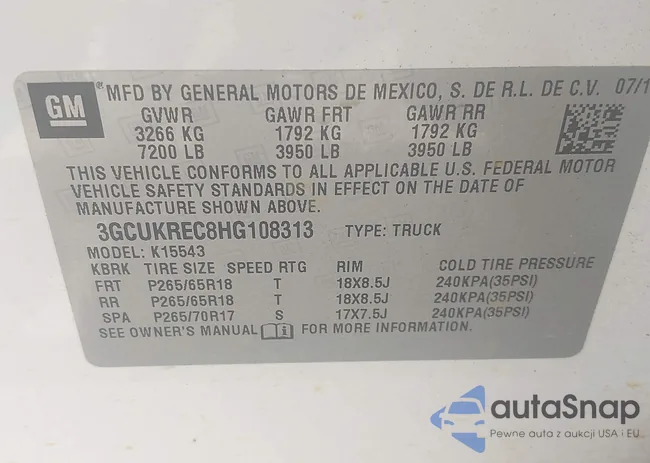 GM
MFD BY GENERAL MOTORS DE MEXICO, S. DE R.L. DE C.V. 07/1
GVWR GAWR FRT GAWR RR
3266 KG 1792 KG 1792 KG
7200 LB 3950 LB 3950 LB
THIS VEHICLE CONFORMS TO ALL APPLICABLE U.S. FEDERAL MOTOR
VEHICLE SAFETY STANDARDS IN EFFECT ON THE DATE OF
MANUFACTURE SHOWN ABOVE.
3GCUKREC8HG108313 TYPE: TRUCK
MODEL: K15543
KBRK TIRE SIZE SPEED RTG RIM COLD TIRE PRESSURE
FRT P265/65R18 T 18X8.5J 240KPA(35PSI)
RR P265/65R18 T 18X8.5J 240KPA(35PSI)
SPA P265/70R17 S 17X7.5J 240KPA(35PSI)
SEE OWNER'S MANUAL FOR MORE INFORMATION.
autaSnap
Pewne auta z aukcji USA i EU